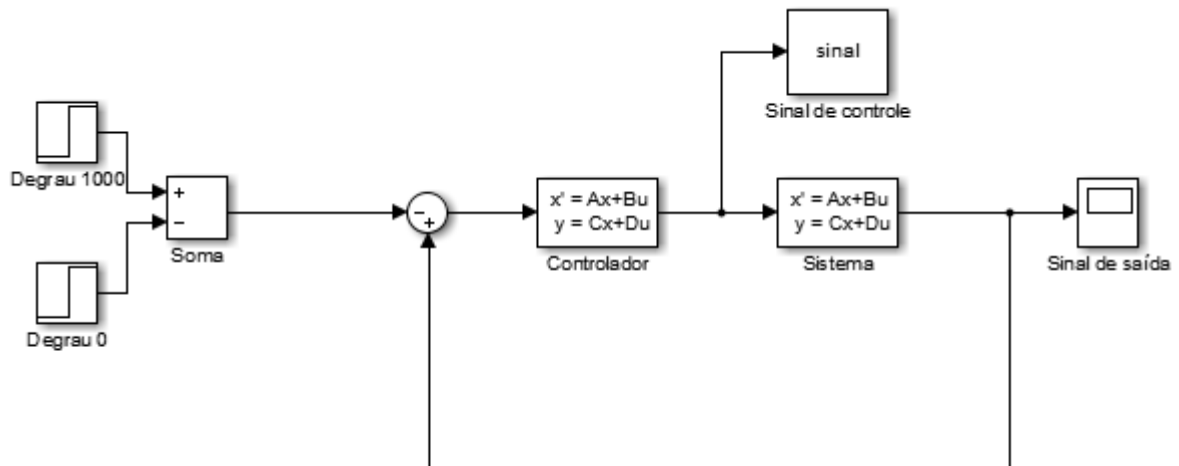 sinal
Sinal de controle
Degrau 1000
+
−
Soma
Degrau 0
−
+
x' = Ax+Bu
y = Cx+Du
Controlador
x' = Ax+Bu
y = Cx+Du
Sistema
Sinal de saída